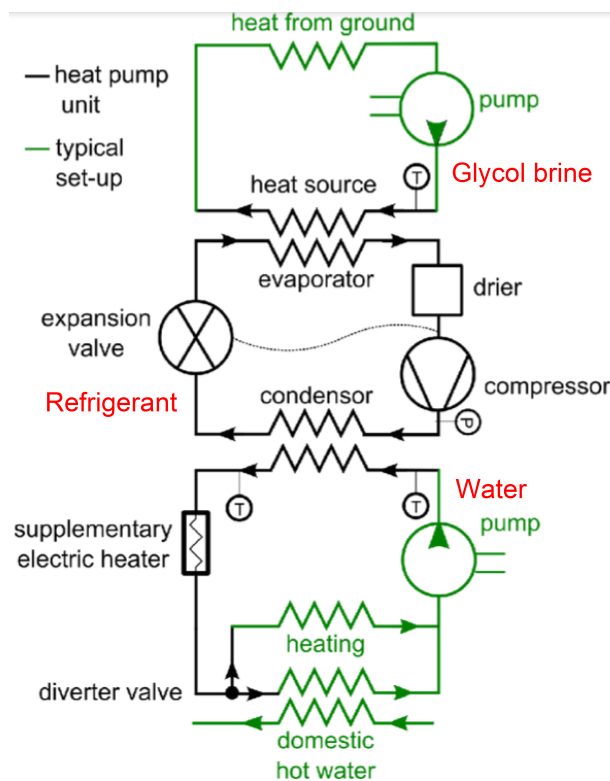 heat from ground
heat pump
unit
pump
typical
set-up
Glycol brine
T
heat source
evaporator
drier
expansion
valve
compressor
Refrigerant
condensor
P
T
T
Water
pump
supplementary
electric heater
heating
diverter valve
domestic
hot water